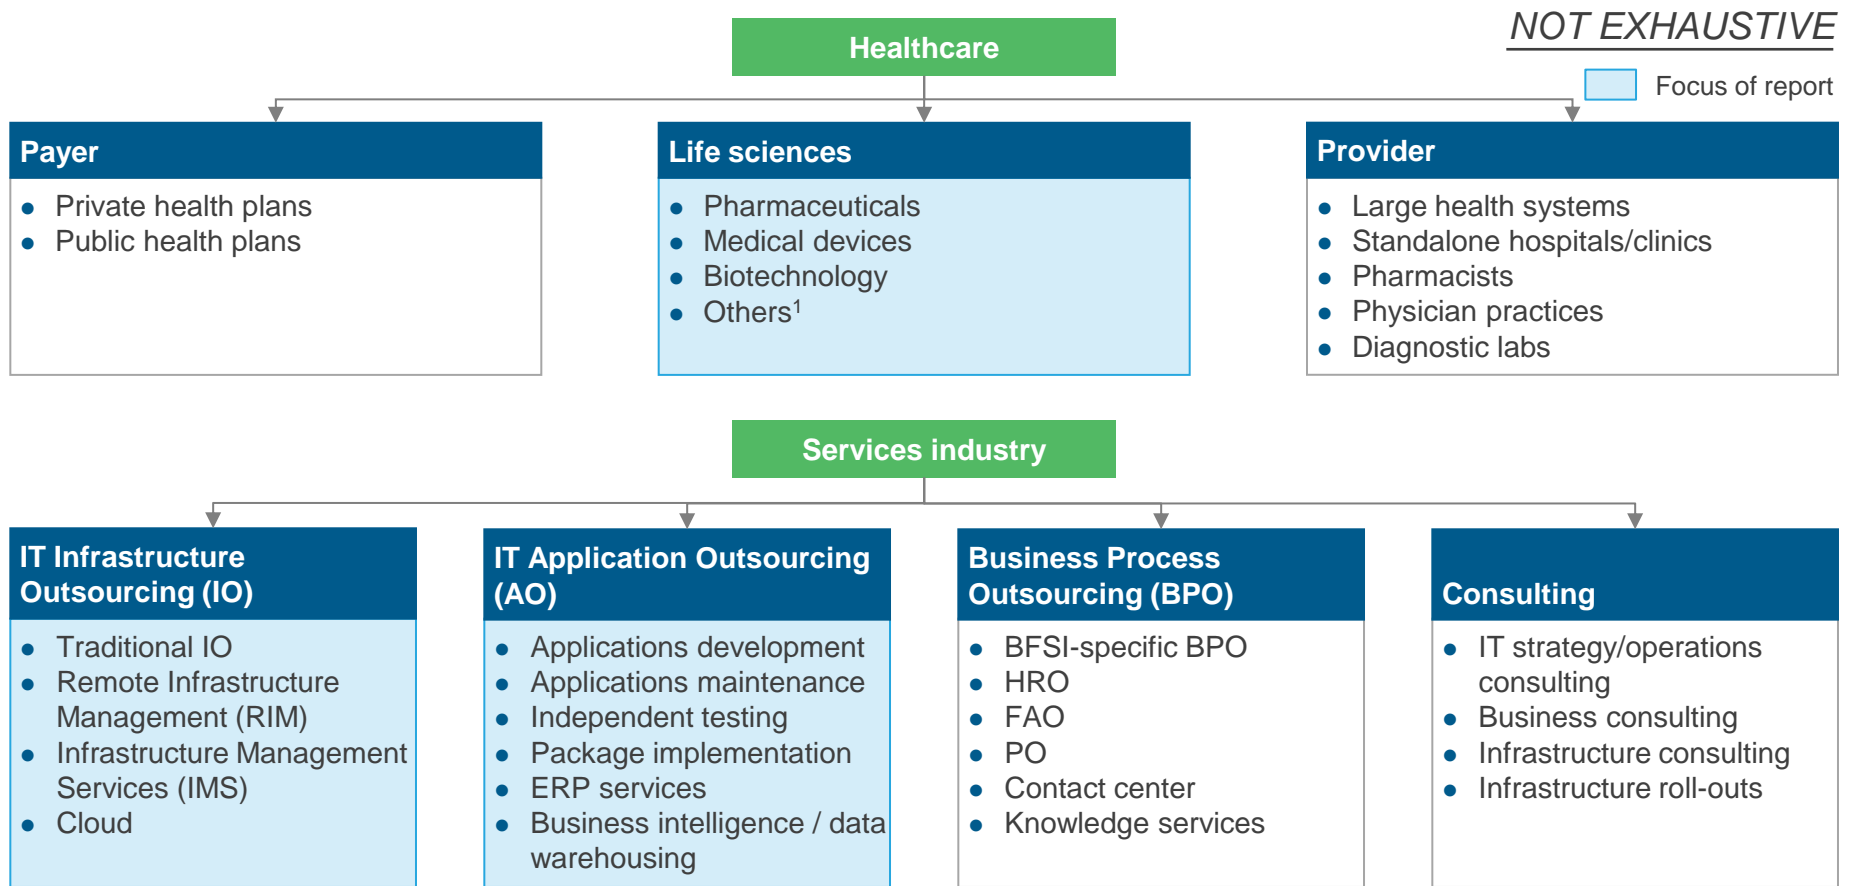 NOT EXHAUSTIVE
Focus of report
Healthcare
Payer
● Private health plans
● Public health plans
Life sciences
● Pharmaceuticals
● Medical devices
● Biotechnology
● Others¹
Provider
● Large health systems
● Standalone hospitals/clinics
● Pharmacists
● Physician practices
● Diagnostic labs
Services industry
IT Infrastructure
Outsourcing (IO)
● Traditional IO
● Remote Infrastructure
Management (RIM)
● Infrastructure Management
Services (IMS)
● Cloud
IT Application Outsourcing
(AO)
● Applications development
● Applications maintenance
● Independent testing
● Package implementation
● ERP services
● Business intelligence / data
warehousing
Business Process
Outsourcing (BPO)
● BFSI-specific BPO
● HRO
● FAO
● PO
● Contact center
● Knowledge services
Consulting
● IT strategy/operations
consulting
● Business consulting
● Infrastructure consulting
● Infrastructure roll-outs